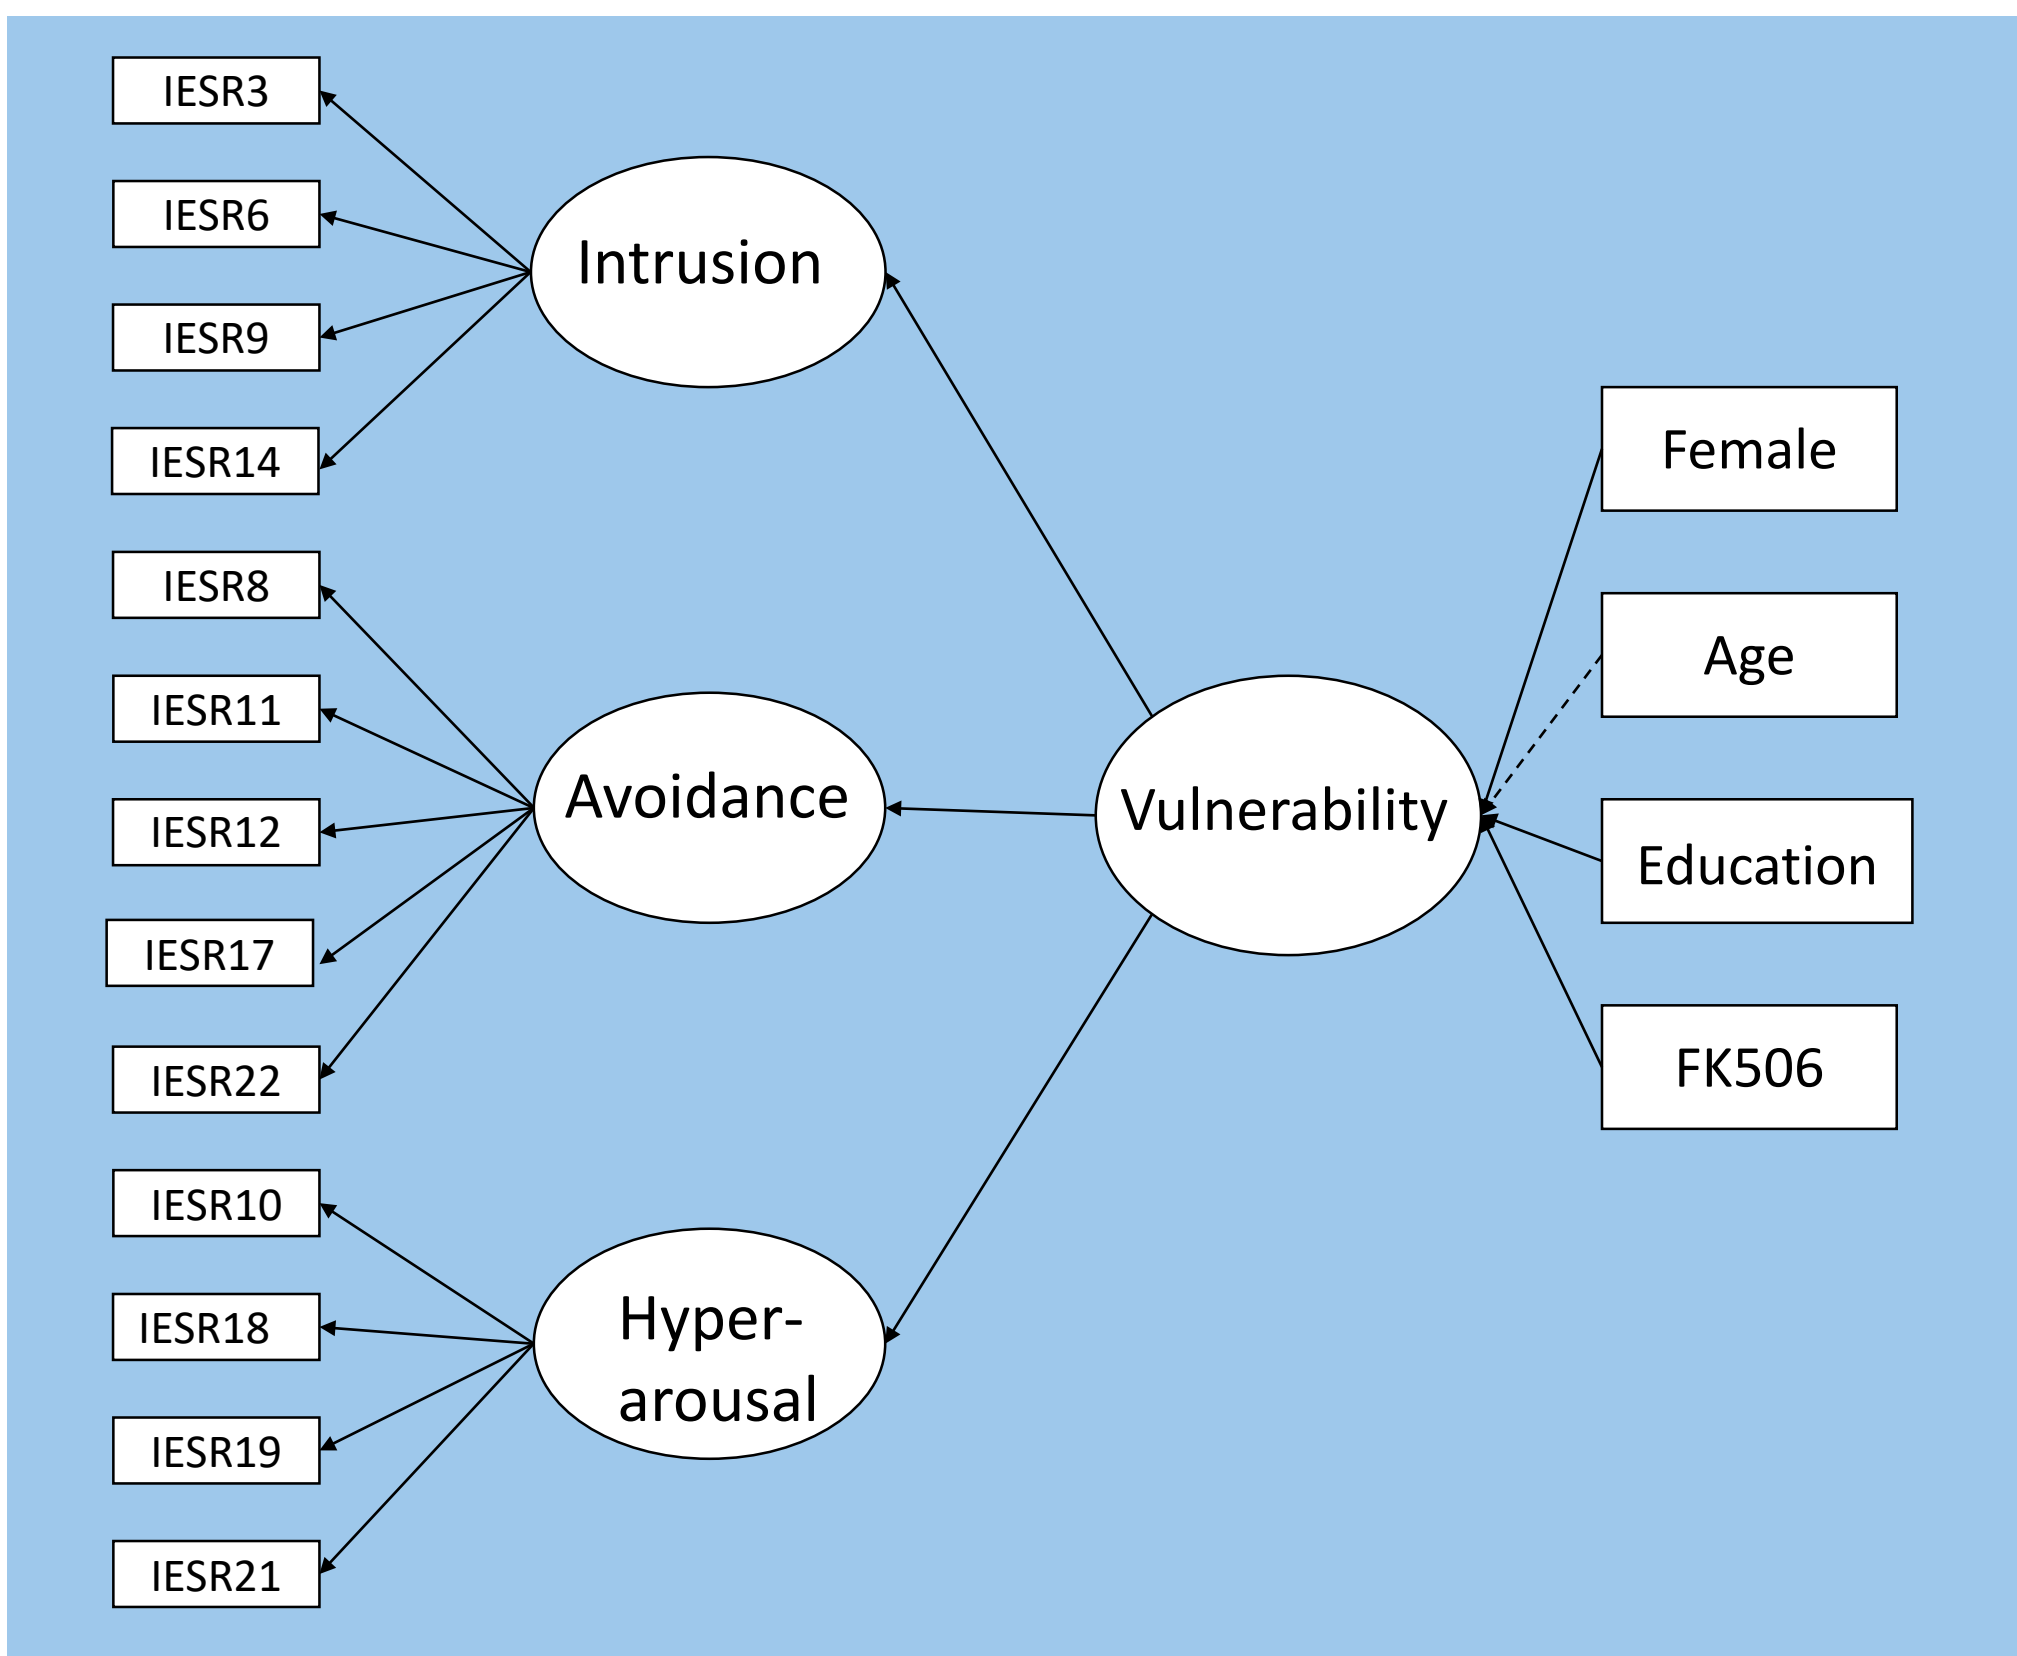 IESR3
IESR6
IESR9
IESR14
IESR8
IESR11
IESR12
IESR17
IESR22
IESR10
IESR18
IESR19
IESR21
Intrusion
Avoidance
Hyper-
arousal
Vulnerability
Female
Age
Education
FK506